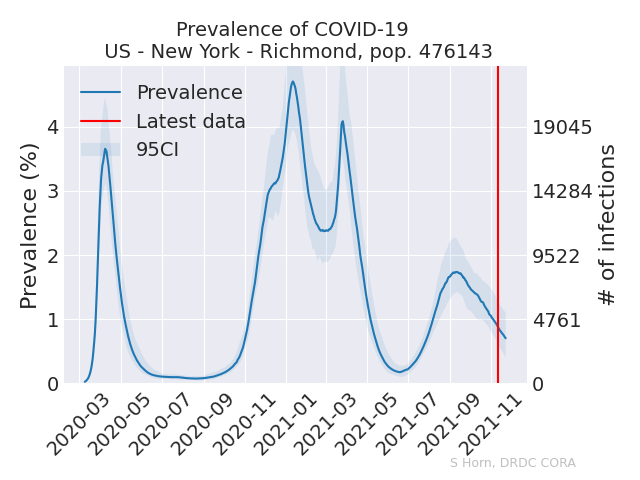 Prevalence of COVID-19
US - New York - Richmond, pop. 476143
Prevalence
Latest data
95CI
Prevalence (%)
4
3
2
1
0
19045
14284
9522
4761
0
# of infections
2020-03
2020-05
2020-07
2020-09
2020-11
2021-01
2021-03
2021-05
2021-07
2021-09
2021-11
S Horn, DRDC CORA